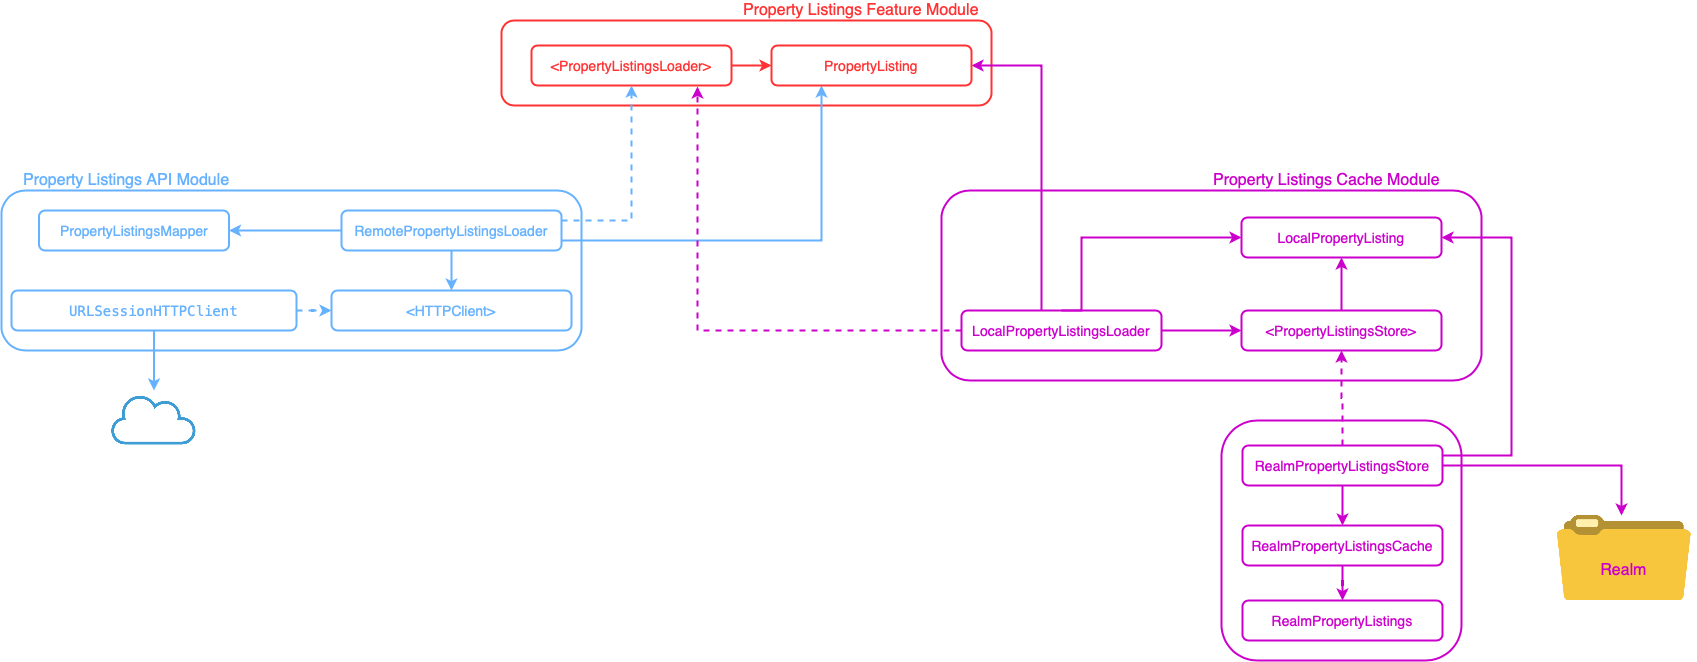 Property Listings Feature Module
<PropertyListingsLoader>
PropertyListing
Property Listings API Module
PropertyListingsMapper
RemotePropertyListingsLoader
URLSessionHTTPClient
<HTTPClient>
Property Listings Cache Module
LocalPropertyListing
LocalPropertyListingsLoader
<PropertyListingsStore>
RealmPropertyListingsStore
RealmPropertyListingsCache
RealmPropertyListings
Realm